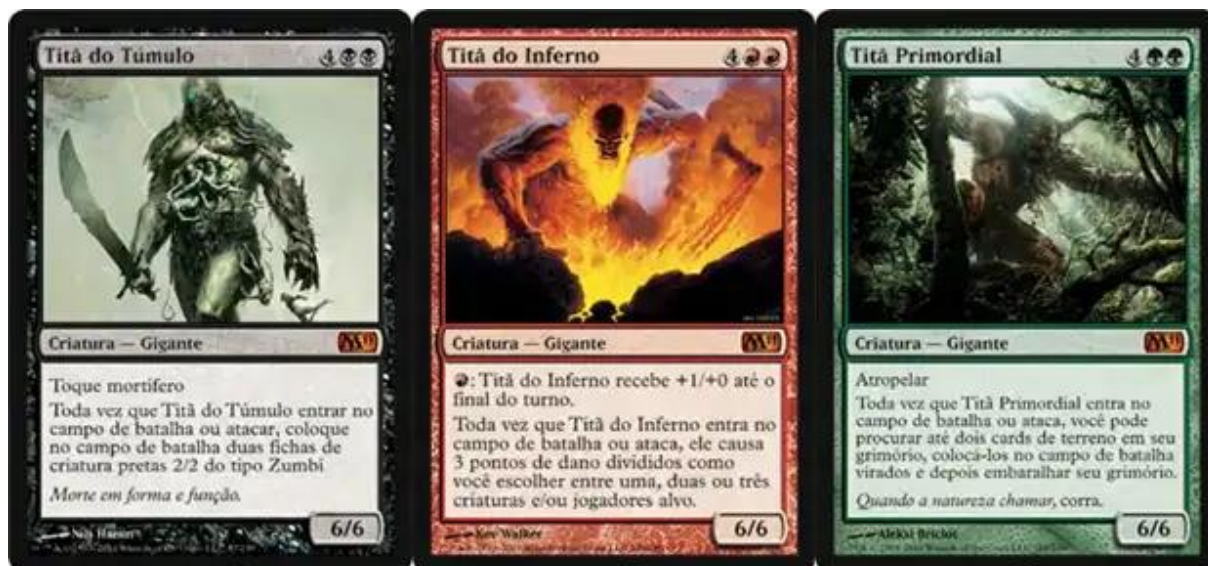 Titã do Túmulo 4
Criatura — Gigante
Toque mortífero
Toda vez que Titã do Túmulo entrar no
campo de batalha ou atacar, coloque
no campo de batalha duas fichas de
criatura pretas 2/2 do tipo Zumbi
Morte em forma e função.
6/6
Titã do Inferno 4
Criatura — Gigante
M11
: Titã do Inferno recebe +1/+0 até o
final do turno.
Toda vez que Titã do Inferno entra no
campo de batalha ou ataca, ele causa
3 pontos de dano divididos como
você escolher entre uma, duas ou três
criaturas e/ou jogadores alvo.
6/6
Kev Walker
Titã Primordial 4
Criatura — Gigante
M11
Atropelar
Toda vez que Titã Primordial entra no
campo de batalha ou ataca, você pode
procurar até dois cards de terreno em seu
grimório, colocá-los no campo de batalha
virados e depois embaralhar seu grimório.
Quando a natureza chamar, corra.
6/6